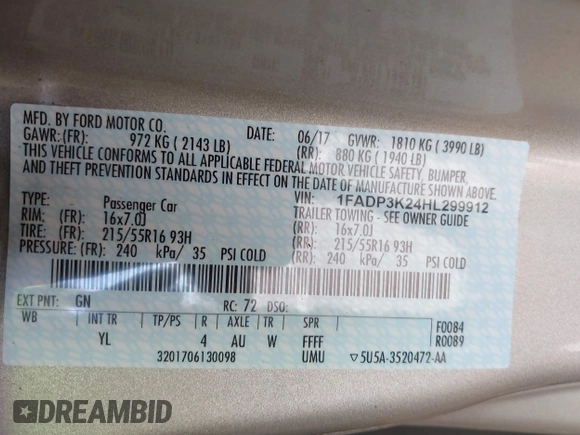 MFD. BY FORD MOTOR CO. DATE: 06/17 GVWR: 1810 KG ( 3990 LB)
GAWR: (FR): 972 KG ( 2143 LB) (RR): 880 KG ( 1940 LB)
THIS VEHICLE CONFORMS TO ALL APPLICABLE FEDERAL MOTOR VEHICLE SAFETY, BUMPER,
AND THEFT PREVENTION STANDARDS IN EFFECT ON THE DATE OF MANUFACTURE SHOWN ABOVE.
VIN: 1FADP3K24HL299912
TYPE: Passenger Car TRAILER TOWING - SEE OWNER GUIDE
RIM: (FR): 16x7.0J (RR): 16x7.0J
TIRE: (FR): 215/55R16 93H (RR): 215/55R16 93H
PRESSURE: (FR): 240 kPa/ 35 PSI COLD (RR): 240 kPa/ 35 PSI COLD
EXT PNT: GN RC: 72 DSO:
WB INT TR TP/PS R AXLE TR SPR F0084
YL 4 AU W FFFF R0089
3201706130098 UMU ▽5U5A-3520472-AA
DREAMBID